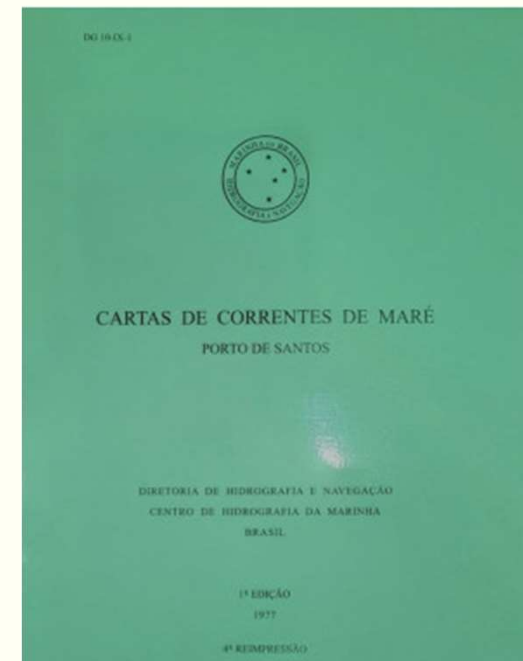 DG 10-IX-1
MARINHA DO BRASIL
HIDROGRAFIA E NAVEGAÇÃO
CARTAS DE CORRENTES DE MARÉ
PORTO DE SANTOS
DIRETORIA DE HIDROGRAFIA E NAVEGAÇÃO
CENTRO DE HIDROGRAFIA DA MARINHA
BRASIL
1ª EDIÇÃO
1977
4ª REIMPRESSÃO